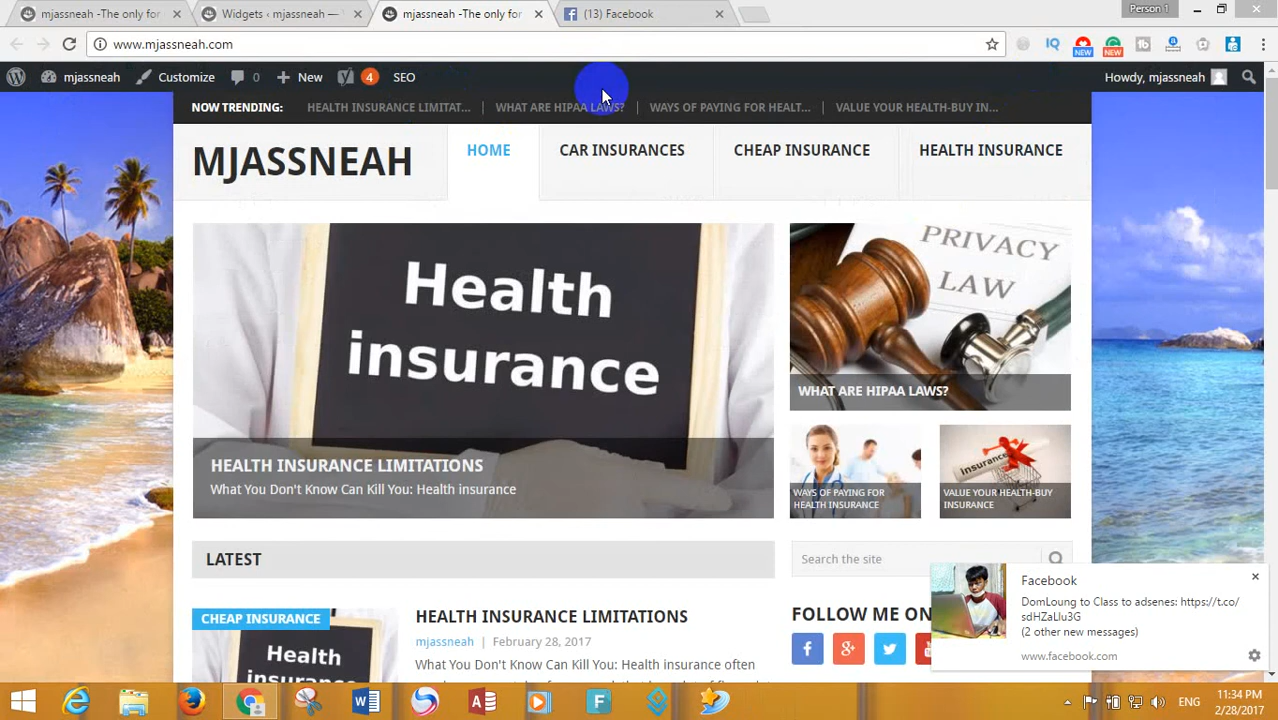 mjassneah -The only for
Widgets ‹ mjassneah —
mjassneah -The only for
(13) Facebook
Person 1
www.mjassneah.com
NEW
NEW
mjassneah
Customize
0
New
4
SEO
Howdy, mjassneah
NOW TRENDING:
HEALTH INSURANCE LIMITAT...
WHAT ARE HIPAA LAWS?
WAYS OF PAYING FOR HEALT...
VALUE YOUR HEALTH-BUY IN...
MJASSNEAH
HOME
CAR INSURANCES
CHEAP INSURANCE
HEALTH INSURANCE
Health
insurance
HEALTH INSURANCE LIMITATIONS
What You Don't Know Can Kill You: Health insurance
PRIVACY
LAW
WHAT ARE HIPAA LAWS?
WAYS OF PAYING FOR
HEALTH INSURANCE
Insurance
VALUE YOUR HEALTH-BUY
INSURANCE
LATEST
Search the site
CHEAP INSURANCE
Health
HEALTH INSURANCE LIMITATIONS
mjassneah | February 28, 2017
What You Don't Know Can Kill You: Health insurance often
FOLLOW ME ON
Facebook
DomLoung to Class to adsenes: https://t.co/
sdHZaLlu3G
(2 other new messages)
www.facebook.com
ENG
11:34 PM
2/28/2017